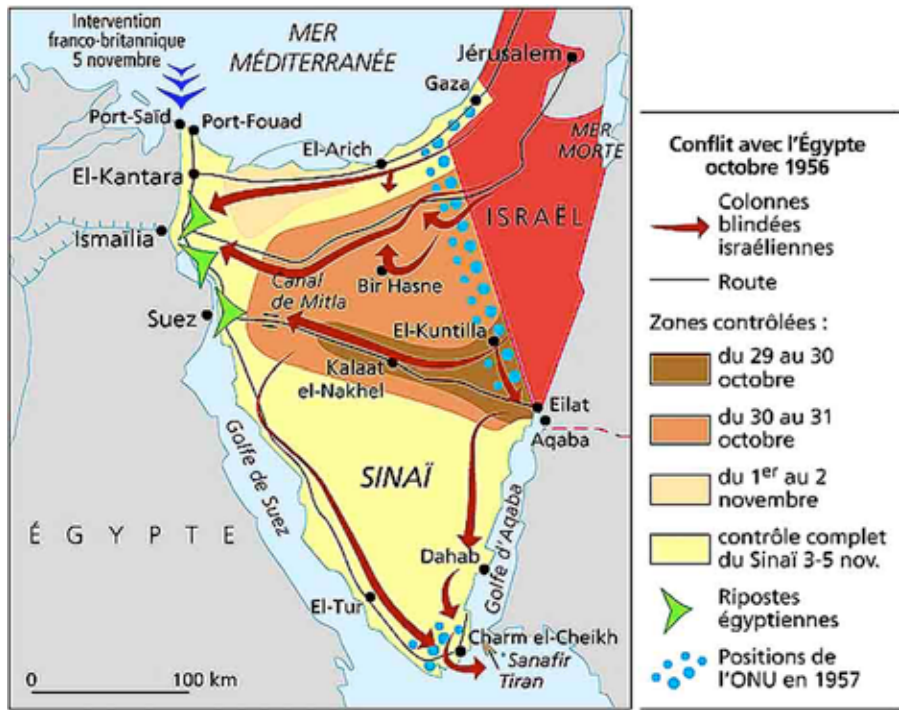 Intervention
franco-britannique
5 novembre
MER
MÉDITERRANÉE
Jérusalem
Gaza
Port-Saïd
Port-Fouad
El-Arich
MER
MORTE
El-Kantara
ISRAËL
Ismaïlia
Bir Hasne
Canal
de Mitla
Suez
El-Kuntilla
Kalaat
el-Nakhel
Eilat
Aqaba
SINAÏ
Golfe de Suez
Golfe d'Aqaba
ÉGYPTE
Dahab
El-Tur
Charm el-Cheikh
Sanafir
Tiran
0 100 km
Conflit avec l'Égypte
octobre 1956
Colonnes
blindées
israéliennes
Route
Zones contrôlées :
du 29 au 30
octobre
du 30 au 31
octobre
du 1er au 2
novembre
contrôle complet
du Sinaï 3-5 nov.
Ripostes
égyptiennes
Positions de
l'ONU en 1957